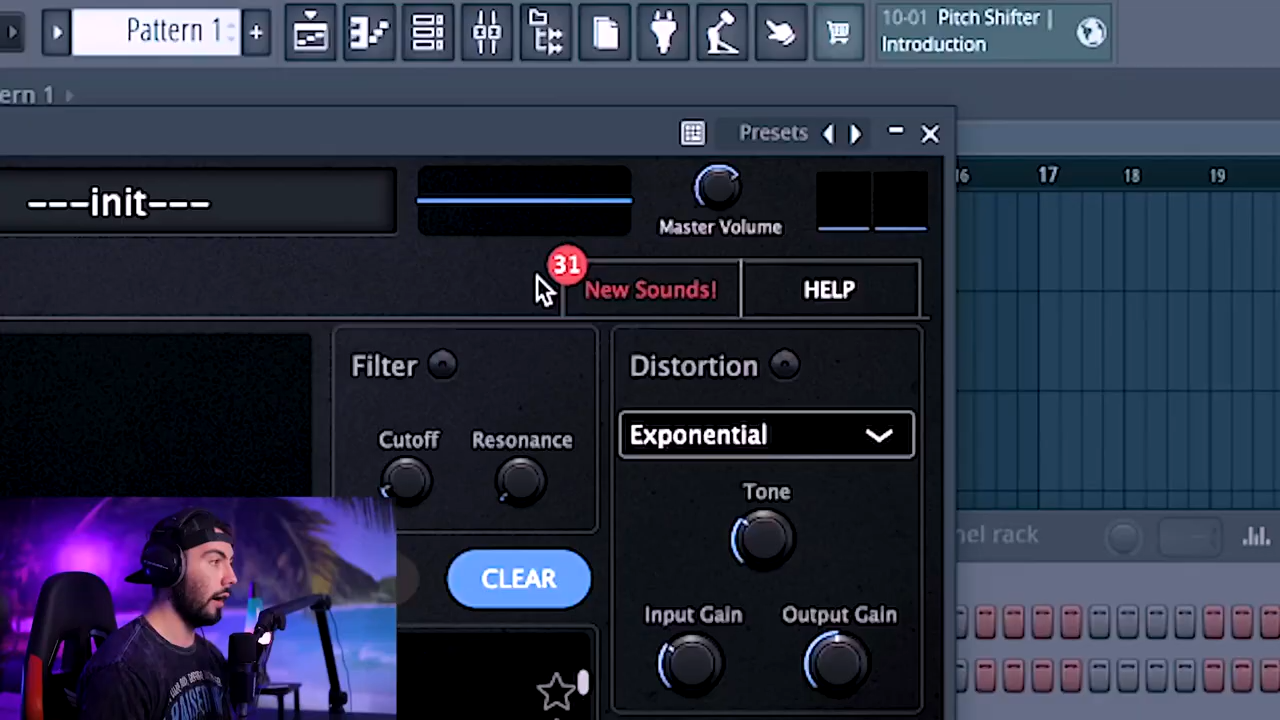 Pattern 1
+
10-01 Pitch Shifter |
Introduction
ern 1
Presets
---init---
Master Volume
16 17 18 19
31
New Sounds!
HELP
Filter
Distortion
Exponential
Cutoff
Resonance
Tone
nel rack
CLEAR
Input Gain
Output Gain